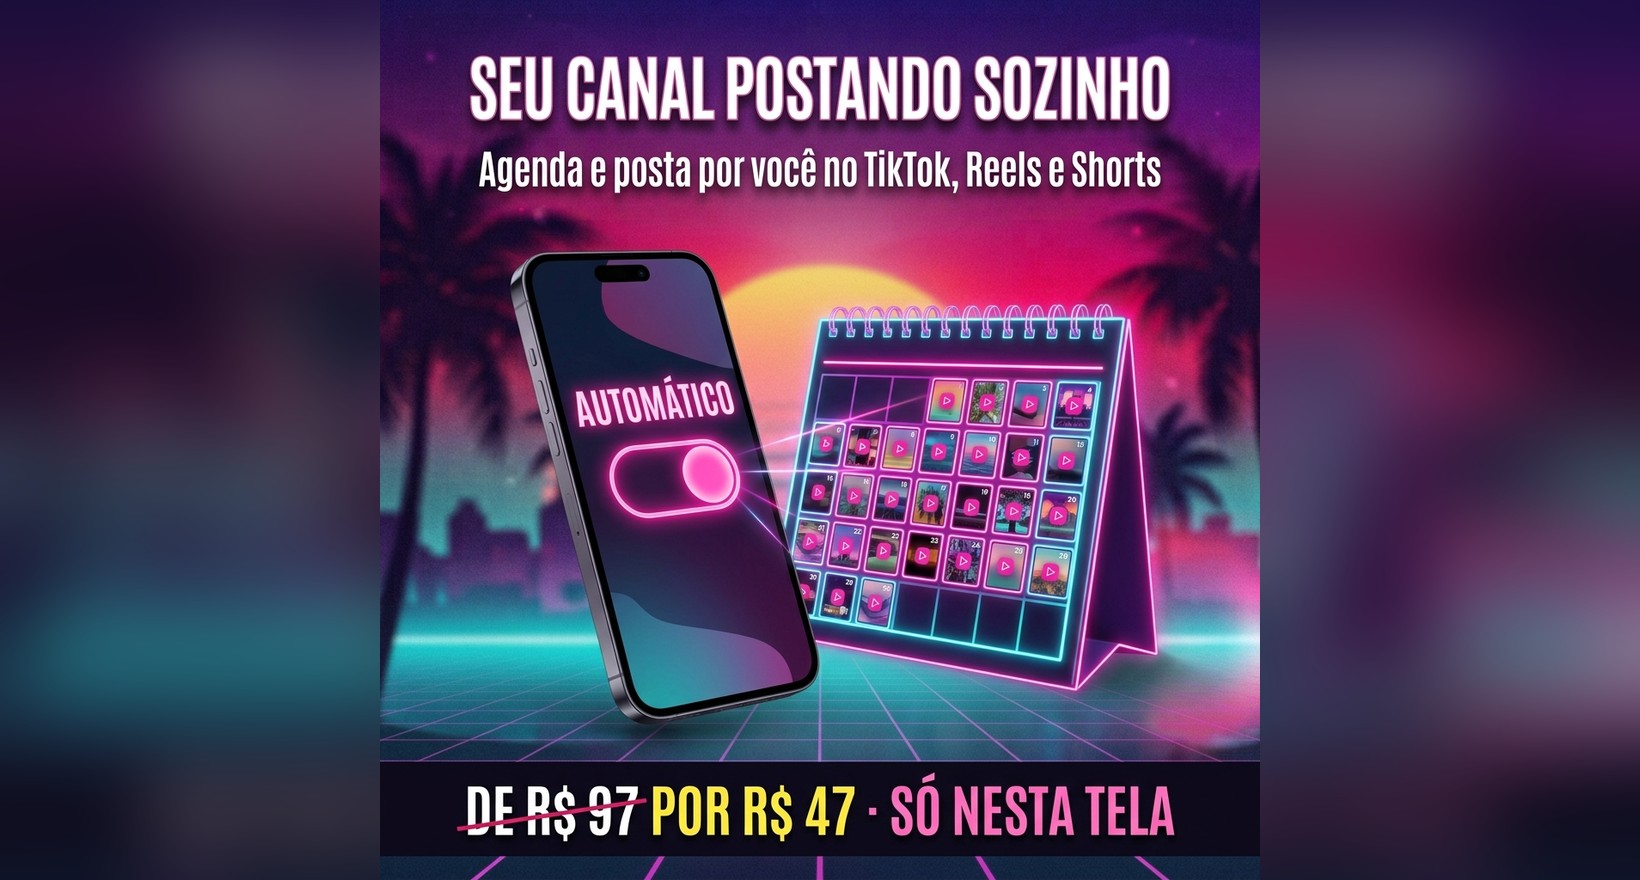 SEU CANAL POSTANDO SOZINHO
Agenda e posta por você no TikTok, Reels e Shorts
AUTOMÁTICO
DE R$ 97 POR R$ 47 · SÓ NESTA TELA